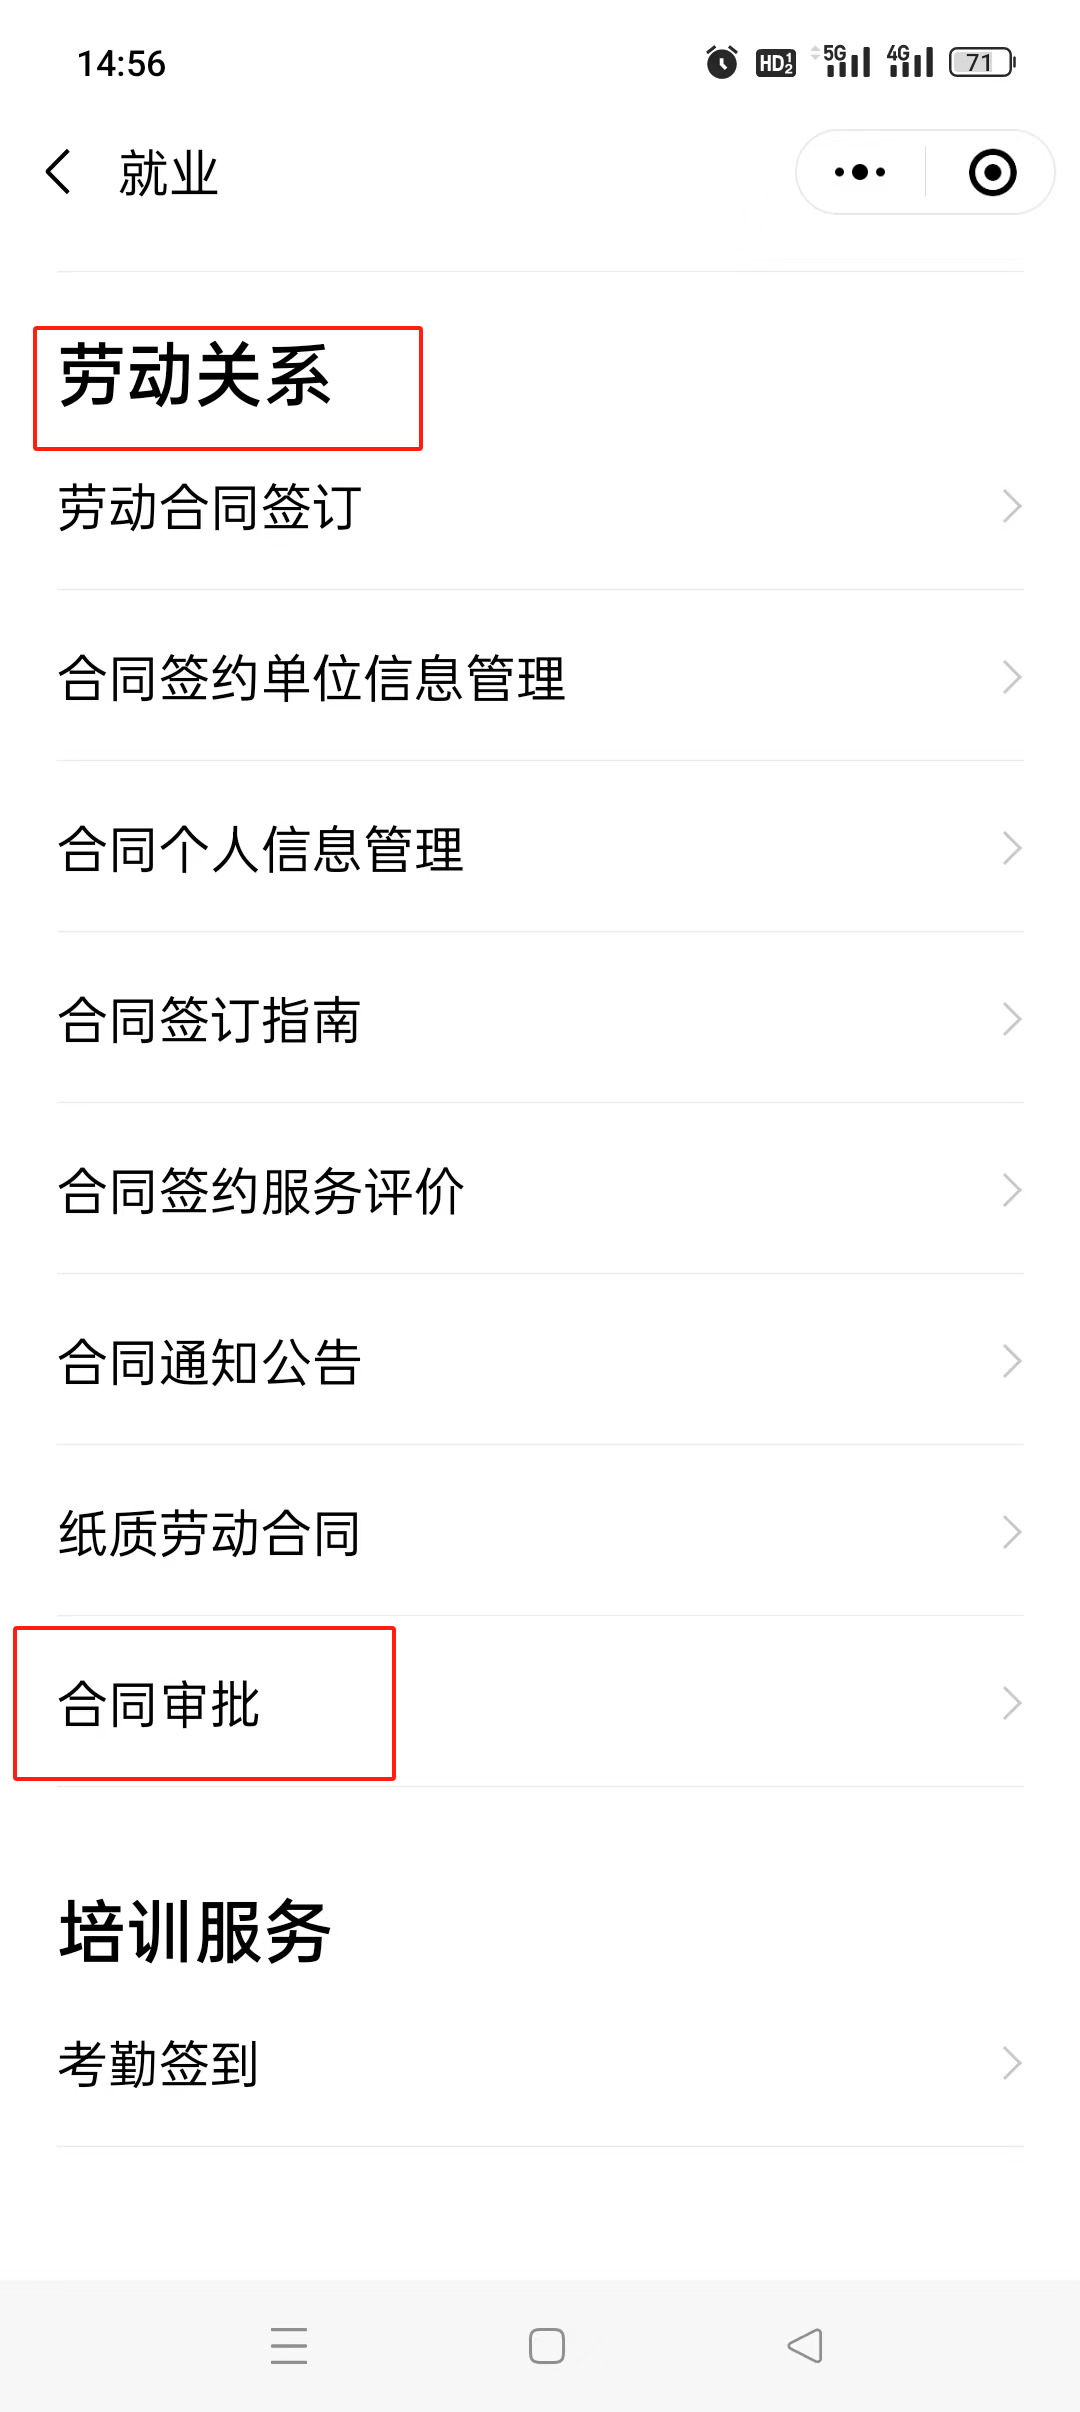 14:56
HD 1 2 5G 4G 71
就业
劳动关系
劳动合同签订
合同签约单位信息管理
合同个人信息管理
合同签订指南
合同签约服务评价
合同通知公告
纸质劳动合同
合同审批
培训服务
考勤签到